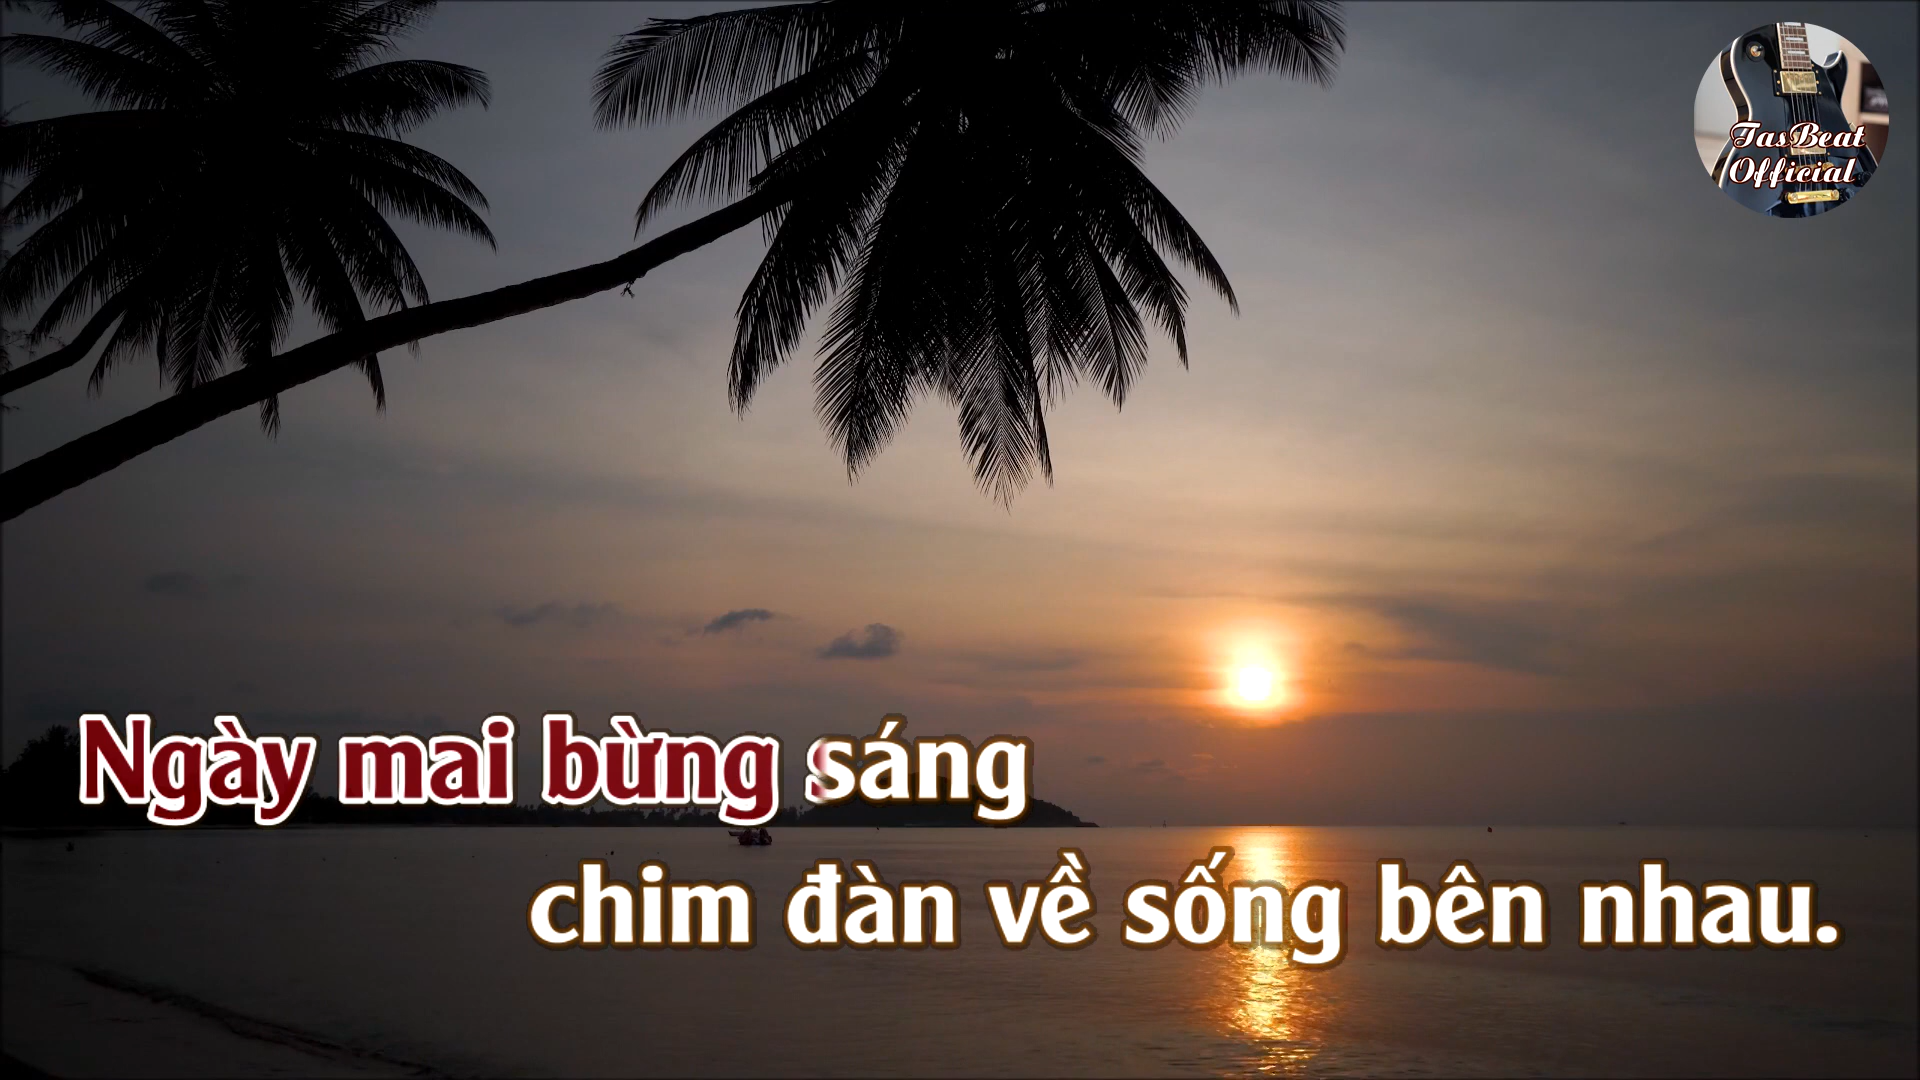 TasBeat
Official
Ngày mai bừng sáng
chim đàn về sống bên nhau.